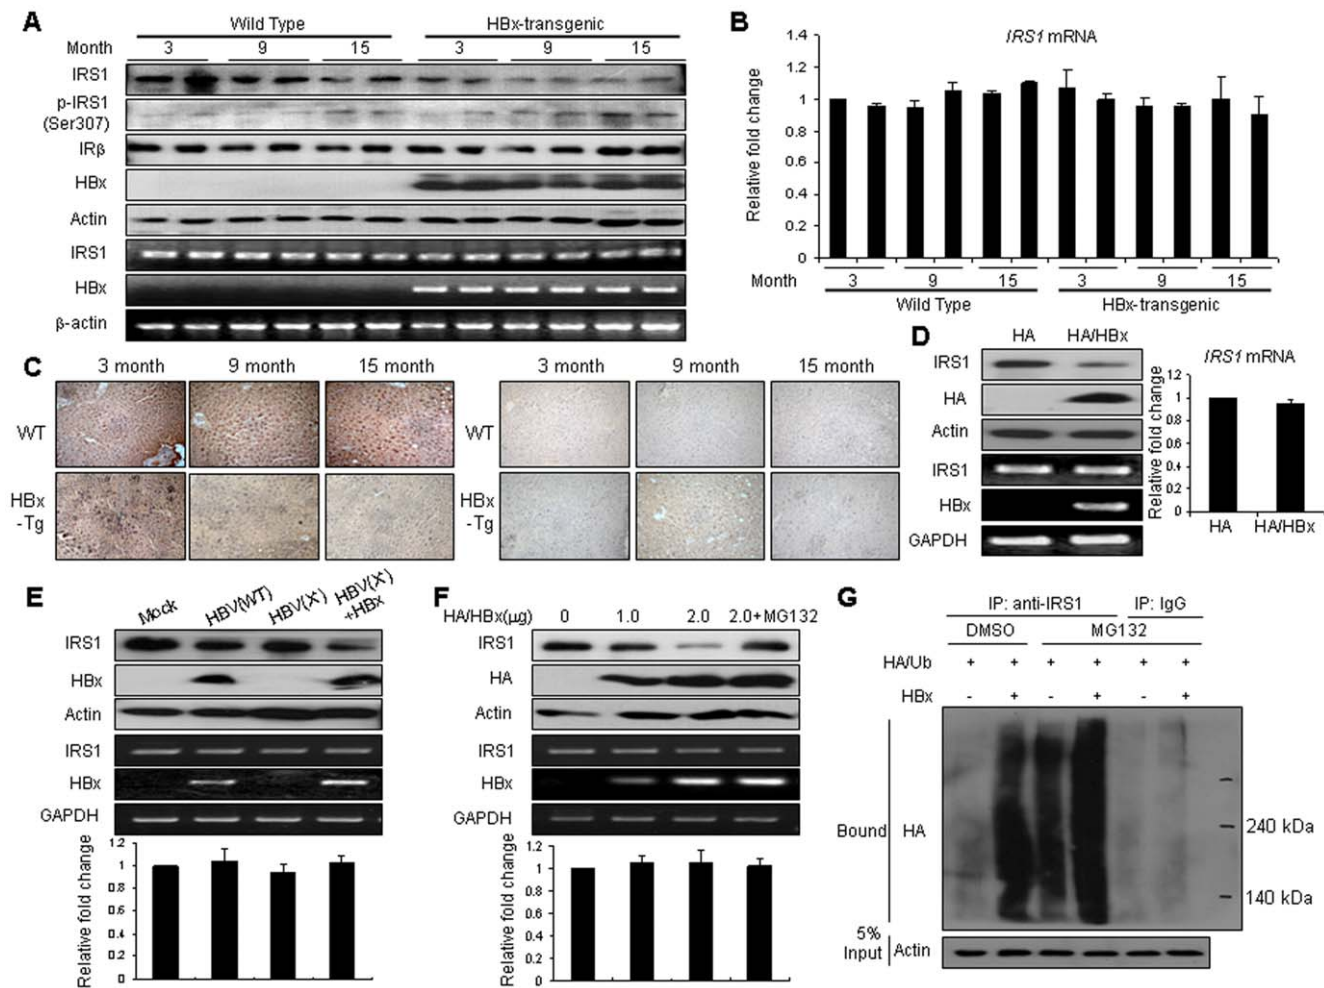 A
Wild Type HBx-transgenic
Month 3 9 15 3 9 15
IRS1
p-IRS1
(Ser307)
IRβ
HBx
Actin
IRS1
HBx
β-actin
B
IRS1 mRNA
Relative fold change
1.4
1.2
1
0.8
0.6
0.4
0.2
0
Month 3 9 15 3 9 15
Wild Type HBx-transgenic
C
3 month 9 month 15 month 3 month 9 month 15 month
WT WT
HBx
-Tg
HBx
-Tg
D
HA HA/HBx
IRS1
HA
Actin
IRS1
HBx
GAPDH
IRS1 mRNA
Relative fold change
1.2
1
0.8
0.6
0.4
0.2
0
HA HA/HBx
E
Mock HBV(WT) HBV(X⁻) HBV(X⁻)
+HBx
IRS1
HBx
Actin
IRS1
HBx
GAPDH
Relative fold change
1.2
1
0.8
0.6
0.4
0.2
0
F
HA/HBx(μg) 0 1.0 2.0 2.0+MG132
IRS1
HA
Actin
IRS1
HBx
GAPDH
Relative fold change
1.2
1
0.8
0.6
0.4
0.2
0
G
IP: anti-IRS1 IP: IgG
DMSO MG132
HA/Ub + + + + + +
HBx - + - + - +
Bound HA
240 kDa
140 kDa
5%
Input Actin